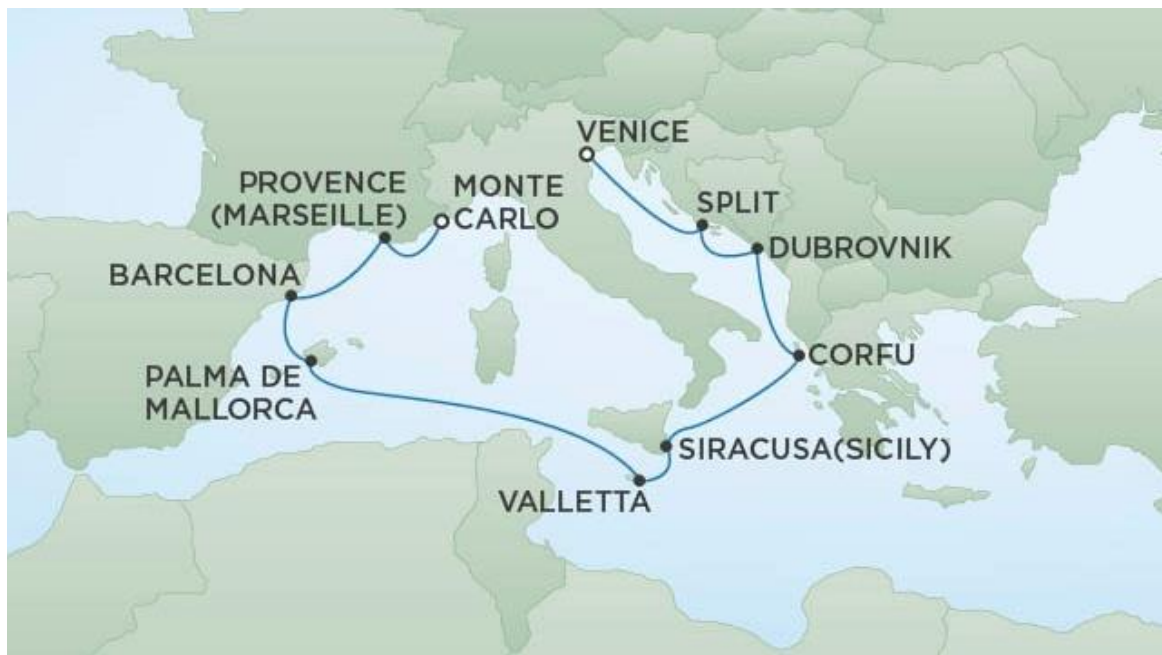 VENICE
PROVENCE
(MARSEILLE)
MONTE
CARLO
SPLIT
DUBROVNIK
BARCELONA
CORFU
PALMA DE
MALLORCA
SIRACUSA(SICILY)
VALLETTA